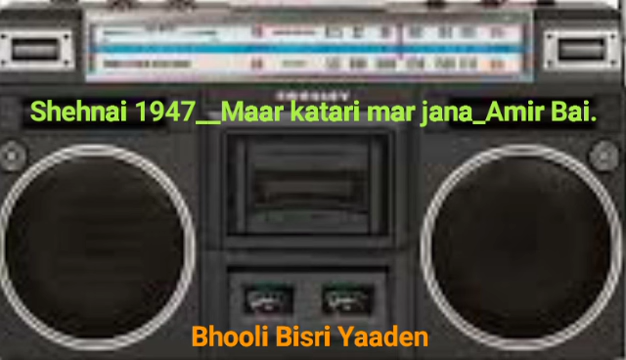 Shehnai 1947__Maar katari mar jana_Amir Bai.
Bhooli Bisri Yaaden